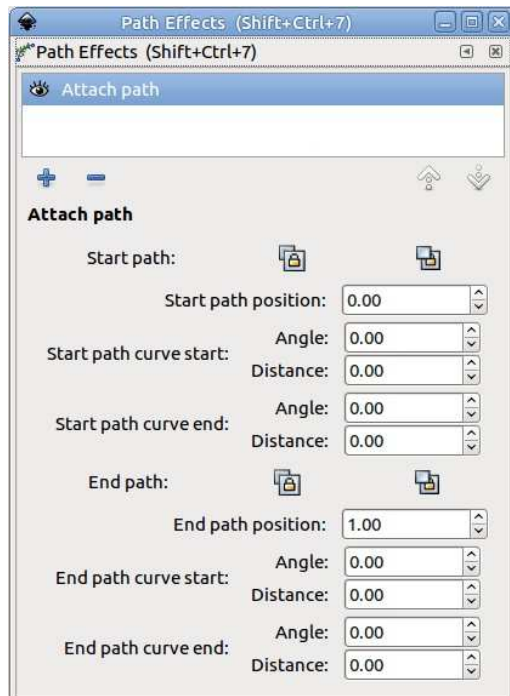 Path Effects (Shift+Ctrl+7)
Path Effects (Shift+Ctrl+7)
Attach path
Attach path
Start path:
Start path position: 0.00
Start path curve start: Angle: 0.00
Distance: 0.00
Start path curve end: Angle: 0.00
Distance: 0.00
End path:
End path position: 1.00
End path curve start: Angle: 0.00
Distance: 0.00
End path curve end: Angle: 0.00
Distance: 0.00